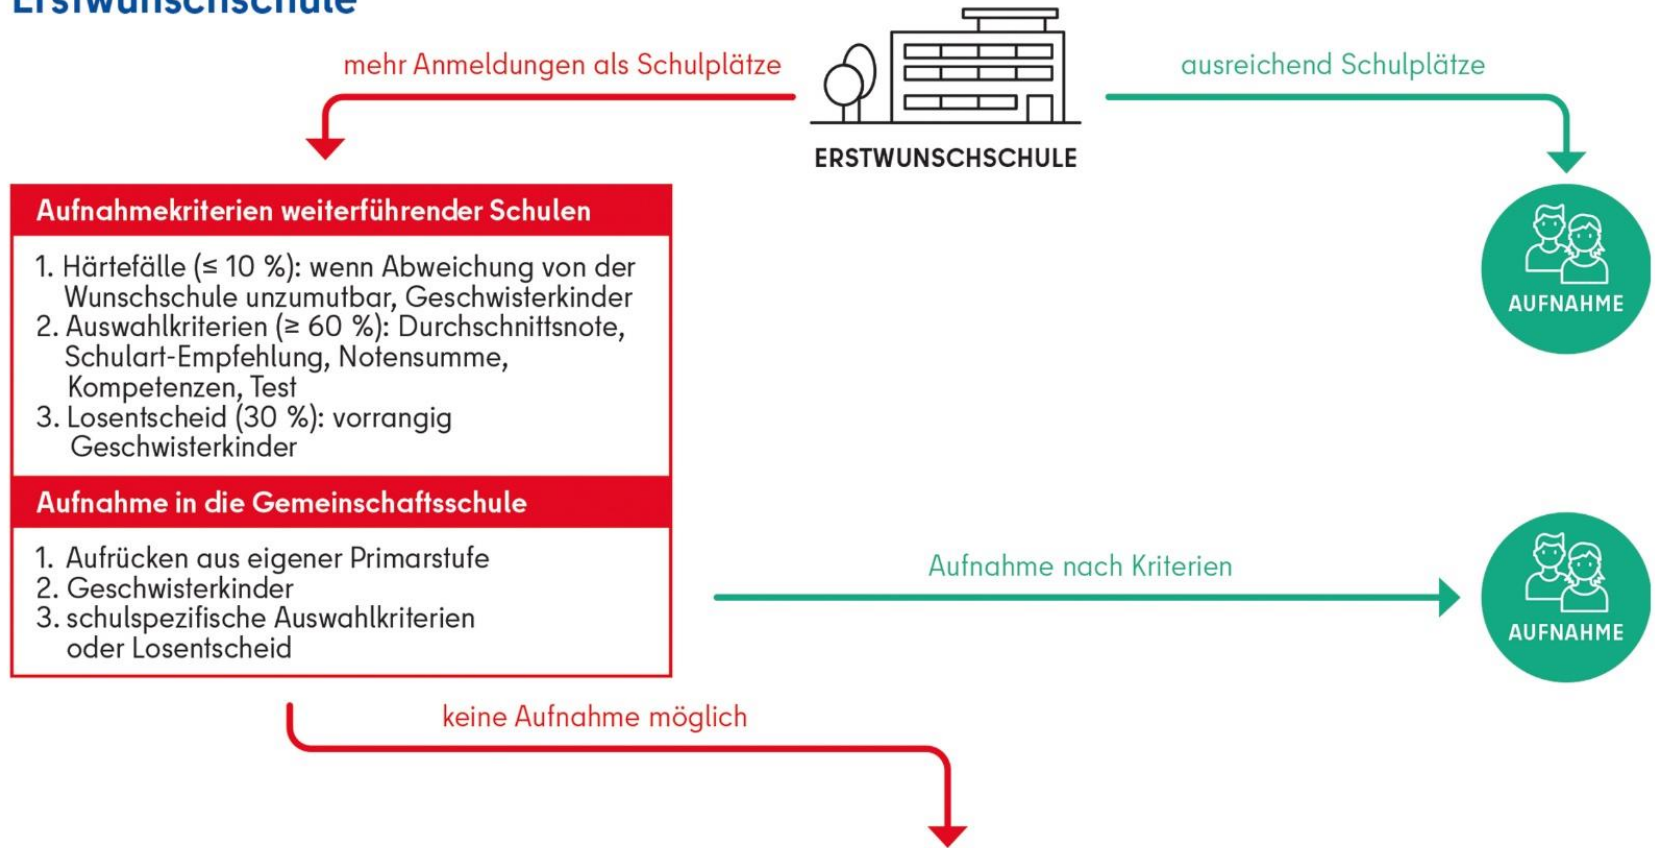 Erstwunschschule
mehr Anmeldungen als Schulplätze
ausreichend Schulplätze
ERSTWUNSCHSCHULE
Aufnahmekriterien weiterführender Schulen
1. Härtefälle (≤ 10 %): wenn Abweichung von der
Wunschschule unzumutbar, Geschwisterkinder
2. Auswahlkriterien (≥ 60 %): Durchschnittsnote,
Schulart-Empfehlung, Notensumme,
Kompetenzen, Test
3. Losentscheid (30 %): vorrangig
Geschwisterkinder
AUFNAHME
Aufnahme in die Gemeinschaftsschule
1. Aufrücken aus eigener Primarstufe
2. Geschwisterkinder
3. schulspezifische Auswahlkriterien
oder Losentscheid
Aufnahme nach Kriterien
AUFNAHME
keine Aufnahme möglich